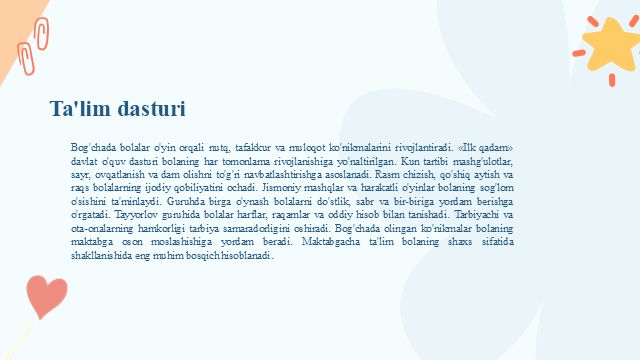 Ta'lim dasturi
Bog'chada bolalar o'yin orqali nutq, tafakkur va muloqot ko'nikmalarini rivojlantiradi. «Ilk qadam»
davlat o'quv dasturi bolaning har tomonlama rivojlanishiga yo'naltirilgan. Kun tartibi mashg'ulotlar,
sayr, ovqatlanish va dam olishni to'g'ri navbatlashtirishga asoslanadi. Rasm chizish, qo'shiq aytish va
raqs bolalarning ijodiy qobiliyatini ochadi. Jismoniy mashqlar va harakatli o'yinlar bolaning sog'lom
o'sishini ta'minlaydi. Guruhda birga o'ynash bolalarni do'stlik, sabr va bir-biriga yordam berishga
o'rgatadi. Tayyorlov guruhida bolalar harflar, raqamlar va oddiy hisob bilan tanishadi. Tarbiyachi va
ota-onalarning hamkorligi tarbiya samaradorligini oshiradi. Bog'chada olingan ko'nikmalar bolaning
maktabga oson moslashishiga yordam beradi. Maktabgacha ta'lim bolaning shaxs sifatida
shakllanishida eng muhim bosqich hisoblanadi.